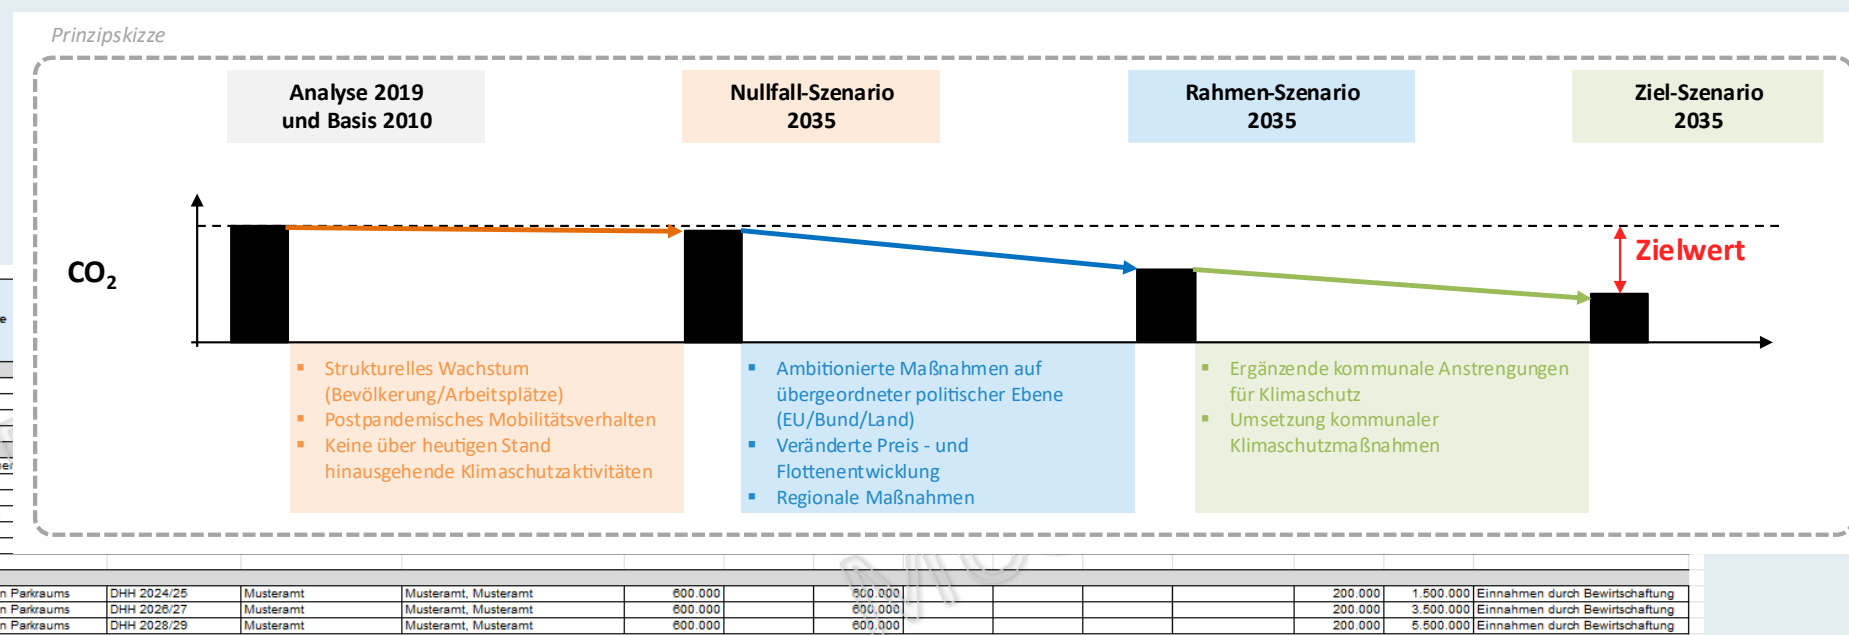 Prinzipskizze
Analyse 2019
und Basis 2010
Nullfall-Szenario
2035
Rahmen-Szenario
2035
Ziel-Szenario
2035
CO₂
Zielwert
▪ Strukturelles Wachstum
(Bevölkerung/Arbeitsplätze)
▪ Postpandemisches Mobilitätsverhalten
▪ Keine über heutigen Stand
hinausgehende Klimaschutzaktivitäten
▪ Ambitionierte Maßnahmen auf
übergeordneter politischer Ebene
(EU/Bund/Land)
▪ Veränderte Preis - und
Flottenentwicklung
▪ Regionale Maßnahmen
▪ Ergänzende kommunale Anstrengungen
für Klimaschutz
▪ Umsetzung kommunaler
Klimaschutzmaßnahmen
n Parkraums DHH 2024/25 Musteramt Musteramt, Musteramt 600.000 600.000 200.000 1.500.000 Einnahmen durch Bewirtschaftung
n Parkraums DHH 2026/27 Musteramt Musteramt, Musteramt 600.000 600.000 200.000 3.500.000 Einnahmen durch Bewirtschaftung
n Parkraums DHH 2028/29 Musteramt Musteramt, Musteramt 600.000 600.000 200.000 5.500.000 Einnahmen durch Bewirtschaftung